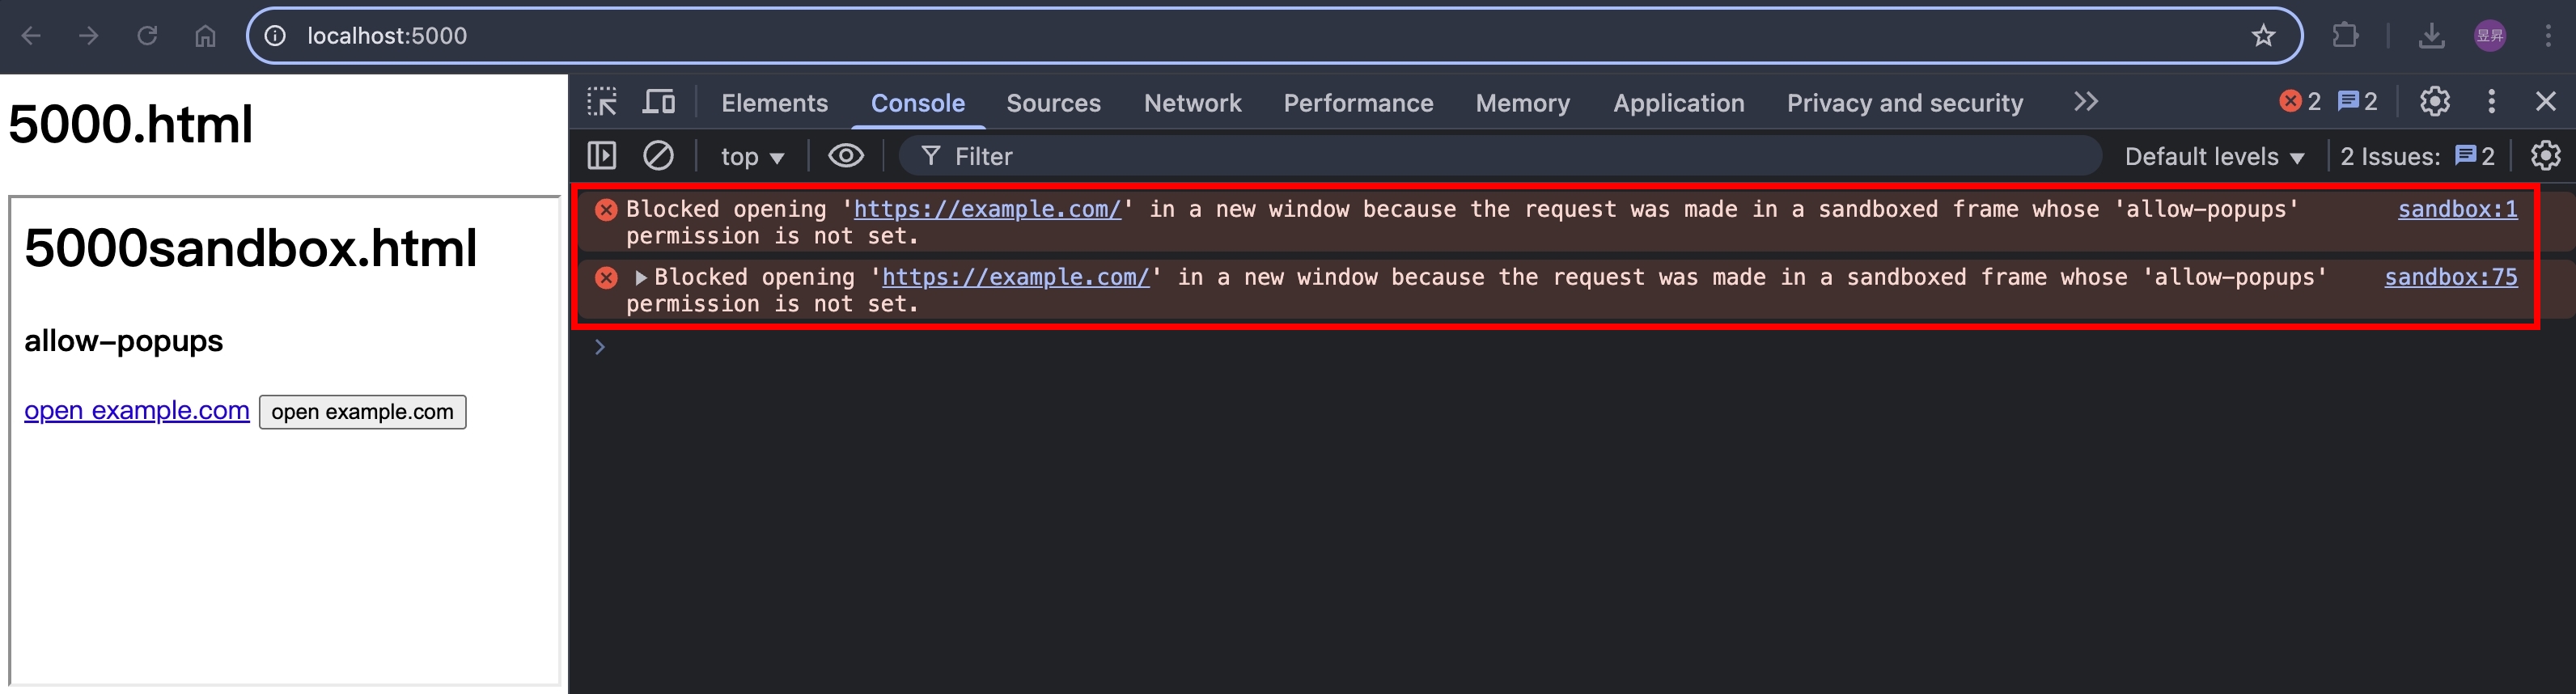 localhost:5000
昱昇
5000.html
5000sandbox.html
allow-popups
open example.com open example.com
Elements Console Sources Network Performance Memory Application Privacy and security 2 2
top Filter Default levels 2 Issues: 2
Blocked opening 'https://example.com/' in a new window because the request was made in a sandboxed frame whose 'allow-popups' sandbox:1
permission is not set.
Blocked opening 'https://example.com/' in a new window because the request was made in a sandboxed frame whose 'allow-popups' sandbox:75
permission is not set.